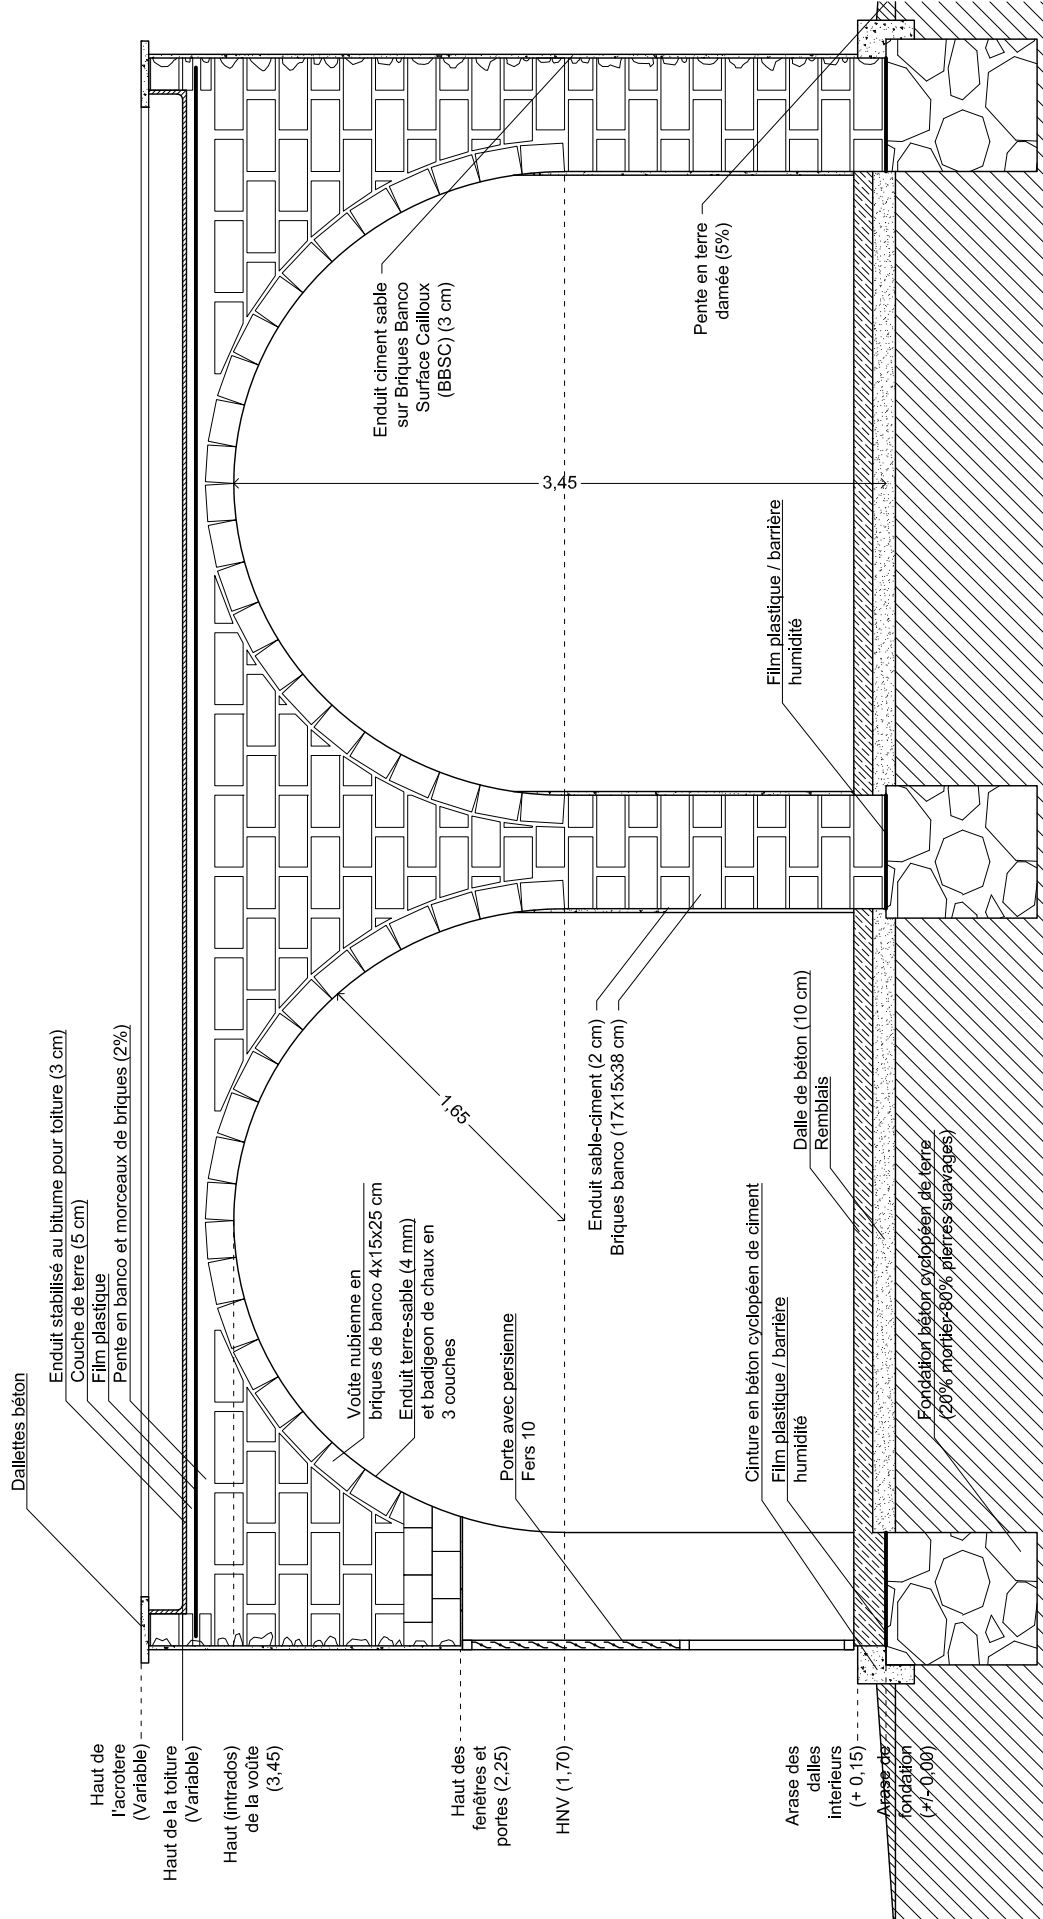 Dallettes béton
Enduit stabilisé au bitume pour toiture (3 cm)
Couche de terre (5 cm)
Film plastique
Pente en banco et morceaux de briques (2%)
Haut de
l'acrotere
(Variable)
Haut de la toiture
(Variable)
Haut (intrados)
de la voûte
(3,45)
Haut des
fenêtres et
portes (2,25)
HNV (1,70)
Arase des
dalles
interieurs
(+ 0,15)
Arase de
fondation
(+/- 0,00)
Voûte nubienne en
briques de banco 4x15x25 cm
Enduit terre-sable (4 mm)
et badigeon de chaux en
3 couches
Porte avec persienne
Fers 10
1,65
Enduit sable-ciment (2 cm)
Briques banco (17x15x38 cm)
Cinture en béton cyclopéen de ciment
Film plastique / barrière
humidité
Dalle de béton (10 cm)
Remblais
Fondation béton cyclopéen de terre
(20% mortier-80% pierres suavages)
Enduit ciment sable
sur Briques Banco
Surface Cailloux
(BBSC) (3 cm)
3,45
Film plastique / barrière
humidité
Pente en terre
damée (5%)